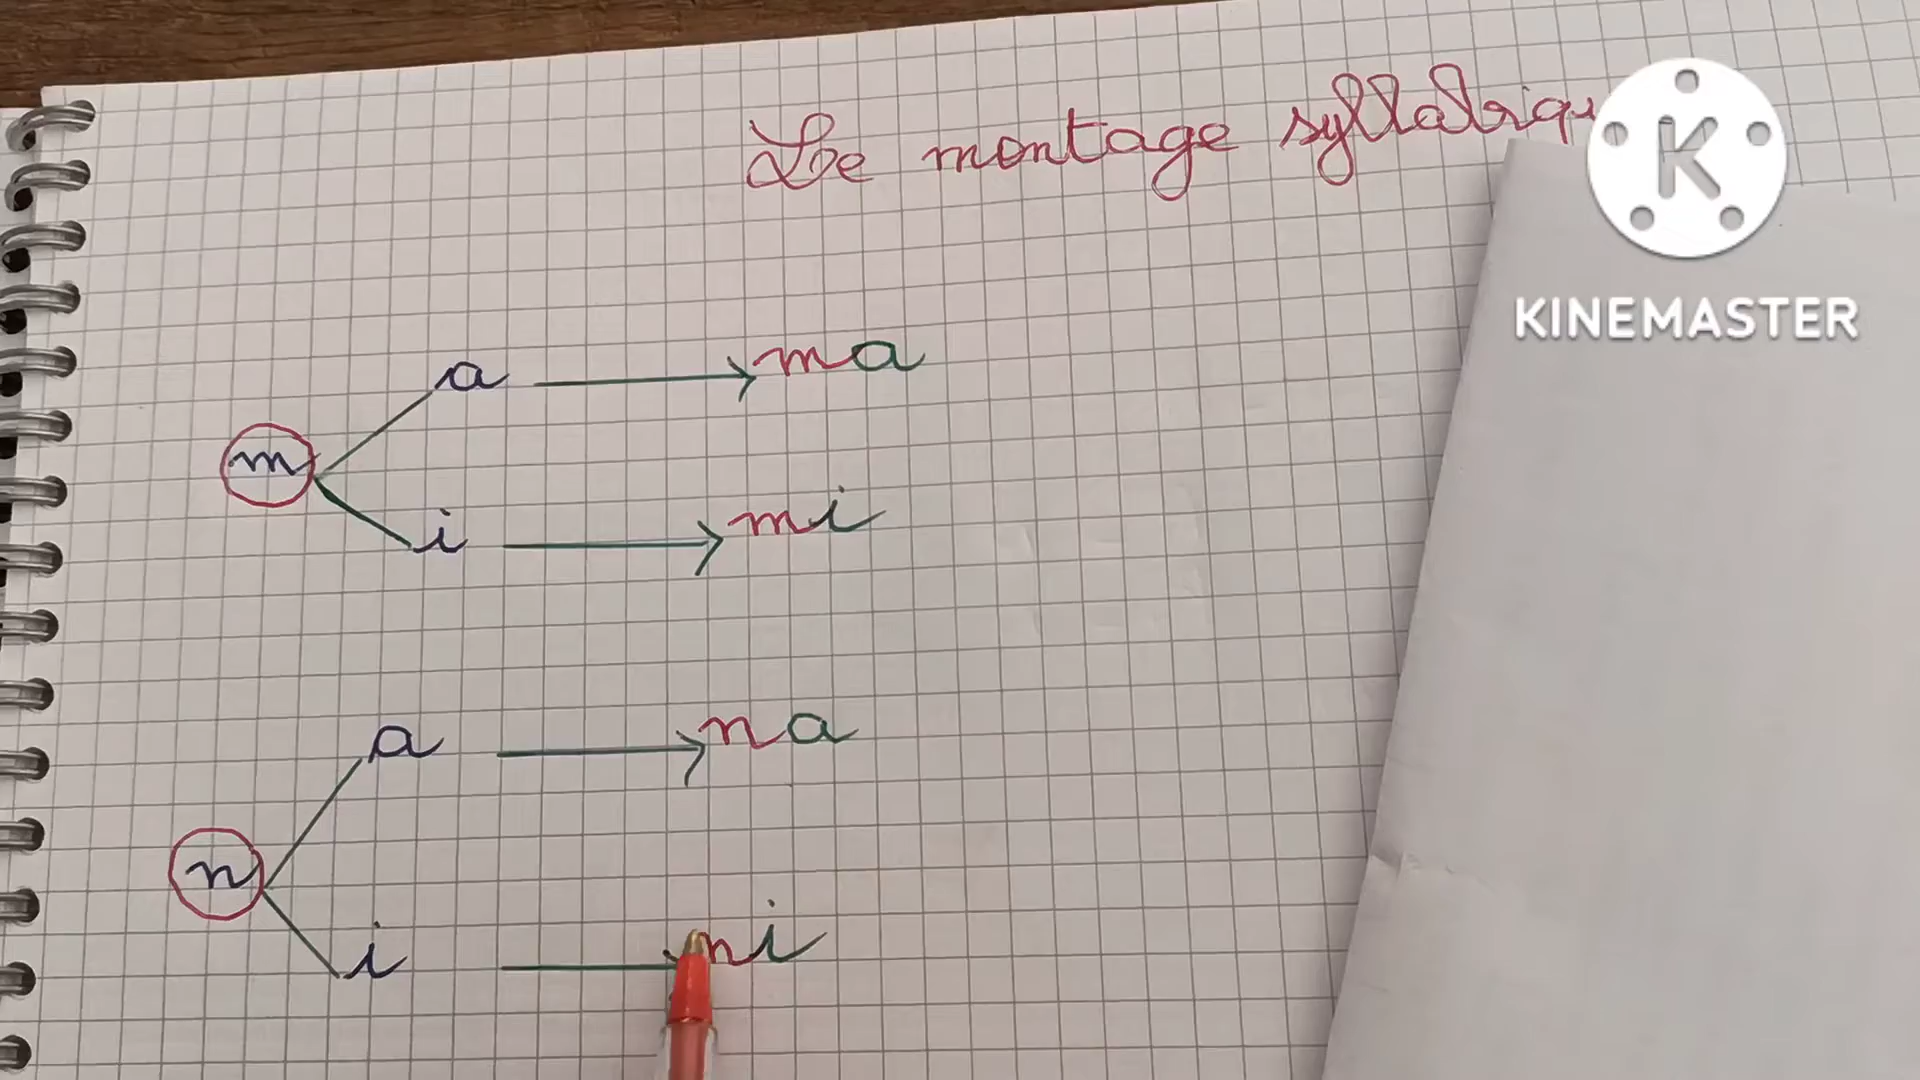 Le montage syllabiqu
K
KINEMASTER
a → ma
m
i → mi
a → na
n
i → ni